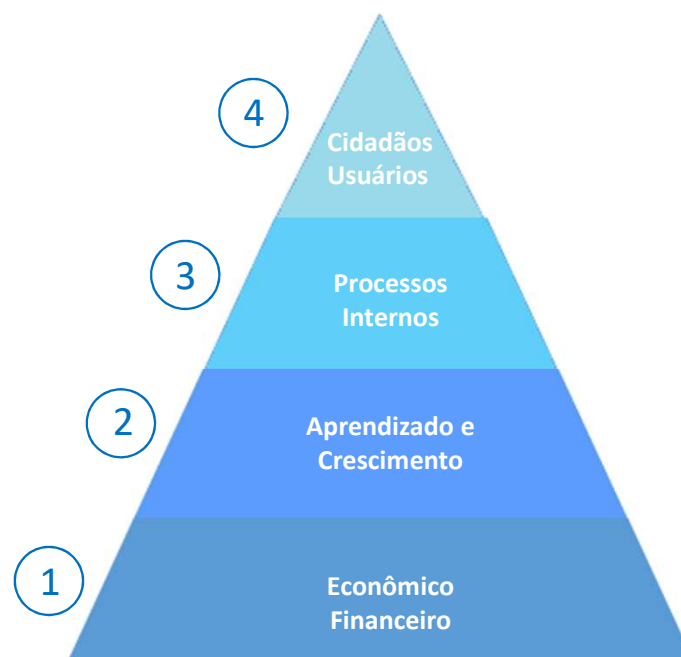 4
Cidadãos
Usuários
3
Processos
Internos
2
Aprendizado e
Crescimento
1
Econômico
Financeiro